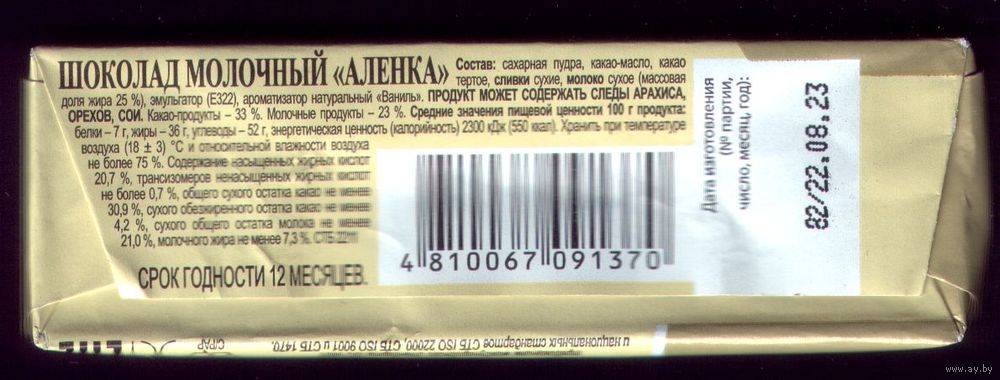 ШОКОЛАД МОЛОЧНЫЙ «АЛЕНКА» Состав: сахарная пудра, какао-масло, какао
тертое, сливки сухие, молоко сухое (массовая
доля жира 25 %), эмульгатор (Е322), ароматизатор натуральный «Ваниль». ПРОДУКТ МОЖЕТ СОДЕРЖАТЬ СЛЕДЫ АРАХИСА,
ОРЕХОВ, СОИ. Какао-продукты – 33 %. Молочные продукты – 23 %. Средние значения пищевой ценности 100 г продукта:
белки – 7 г, жиры – 36 г, углеводы – 52 г, энергетическая ценность (калорийность) 2300 кДж (550 ккал). Хранить при температуре
воздуха (18 ± 3) °С и относительной влажности воздуха
не более 75 %. Содержание насыщенных жирных кислот
20,7 %, трансизомеров ненасыщенных жирных кислот
не более 0,7 %, общего сухого остатка какао не менее
30,9 %, сухого обезжиренного остатка какао не менее
4,2 %, сухого общего остатка молока не менее
21,0 %, молочного жира не менее 7,3 %. СТБ 2211
СРОК ГОДНОСТИ 12 МЕСЯЦЕВ.
4 810067 091370
Дата изготовления
(№ партии,
число, месяц, год):
82/22.08.23
и национальных стандартов СТБ ISO 22000, СТБ ISO 9001 и СТБ 1470.
C/PAP
www.ay.by